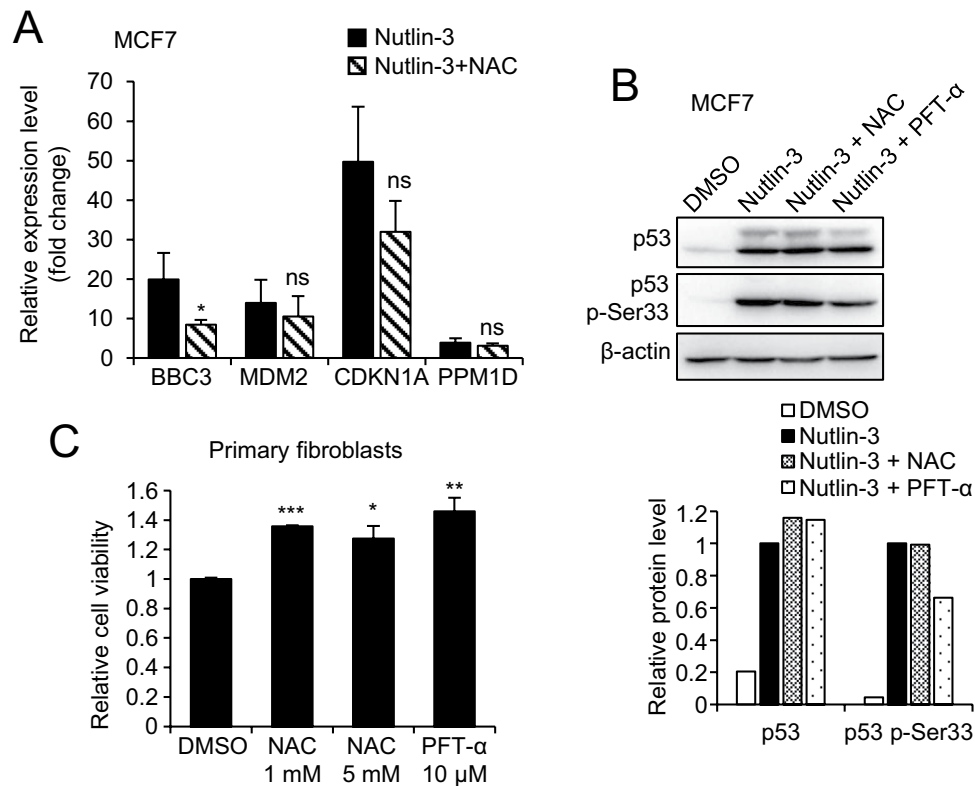 A
MCF7
Nutlin-3
Nutlin-3+NAC
Relative expression level
(fold change)
70
60
50
40
30
20
10
0
*
ns
ns
ns
BBC3 MDM2 CDKN1A PPM1D
B
MCF7
DMSO
Nutlin-3
Nutlin-3 + NAC
Nutlin-3 + PFT-α
p53
p53
p-Ser33
β-actin
DMSO
Nutlin-3
Nutlin-3 + NAC
Nutlin-3 + PFT-α
Relative protein level
1.2
1
0.8
0.6
0.4
0.2
0
p53 p53 p-Ser33
C
Primary fibroblasts
Relative cell viability
1.6
1.4
1.2
1
0.8
0.6
0.4
0.2
0
***
*
**
DMSO NAC NAC PFT-α
1 mM 5 mM 10 μM